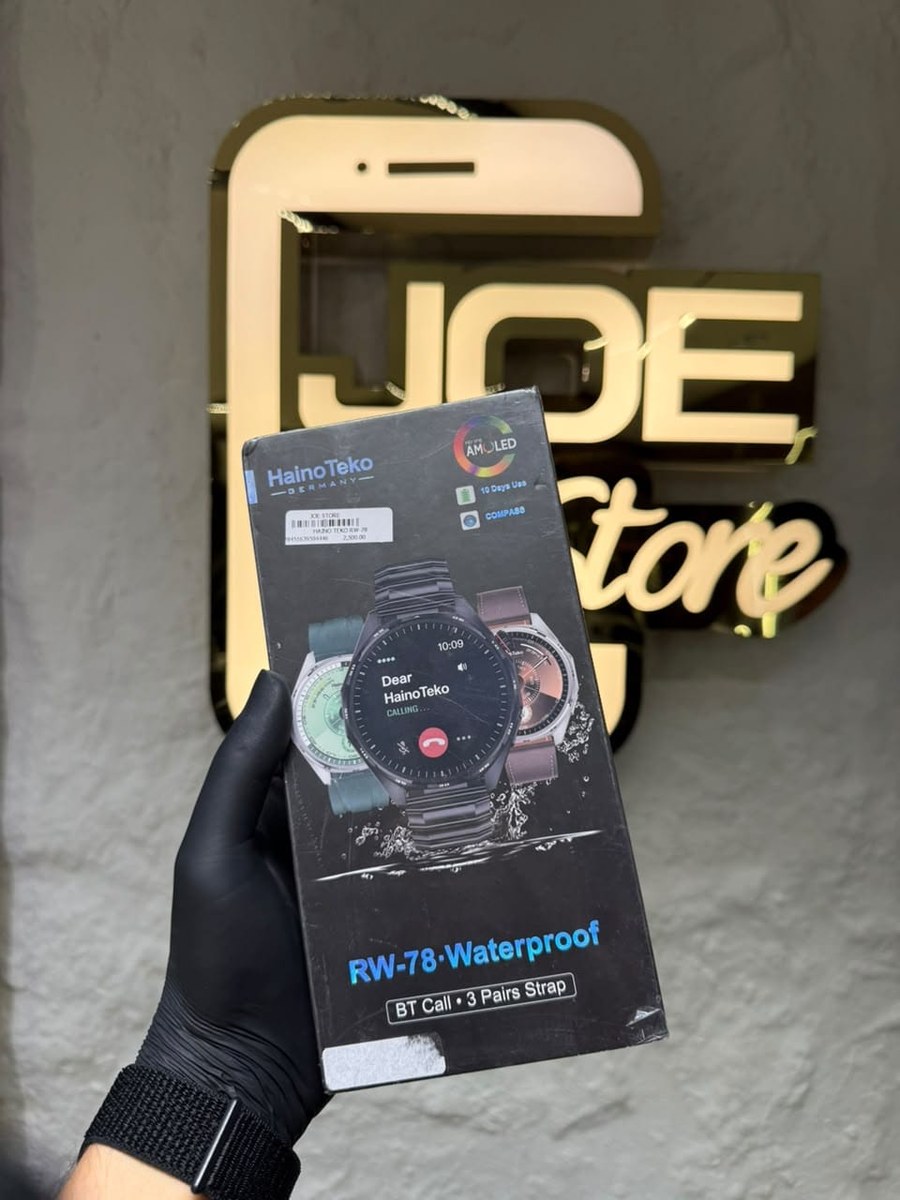 JOE
Store
HainoTeko
GERMANY
AMOLED
10 Days Use
COMPASS
JOE STORE
HAINO TEKO RW-78
2,500.00
10:09
Dear
HainoTeko
CALLING...
RW-78·Waterproof
BT Call • 3 Pairs Strap